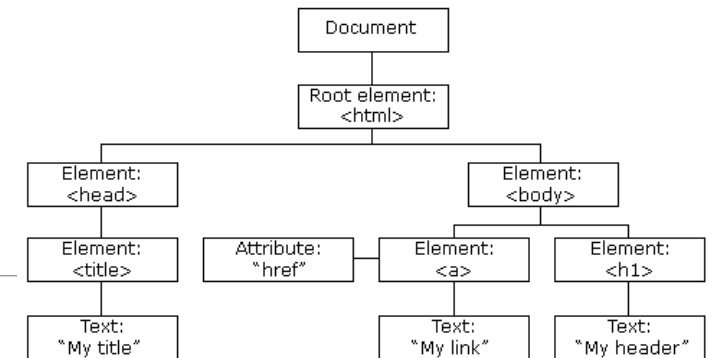 Document
Root element:
<html>
Element:
<head>
Element:
<body>
Element:
<title>
Attribute:
“href”
Element:
<a>
Element:
<h1>
Text:
“My title”
Text:
“My link”
Text:
“My header”